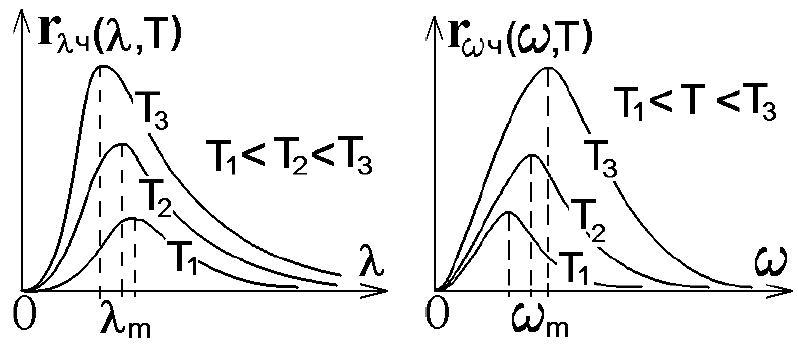 r_λч(λ,T)
T₃
T₁<T₂<T₃
T₂
T₁
λ
0
λₘ
r_ωч(ω,T)
T₁<T <T₃
T₃
T₂
T₁
ω
0
ωₘ